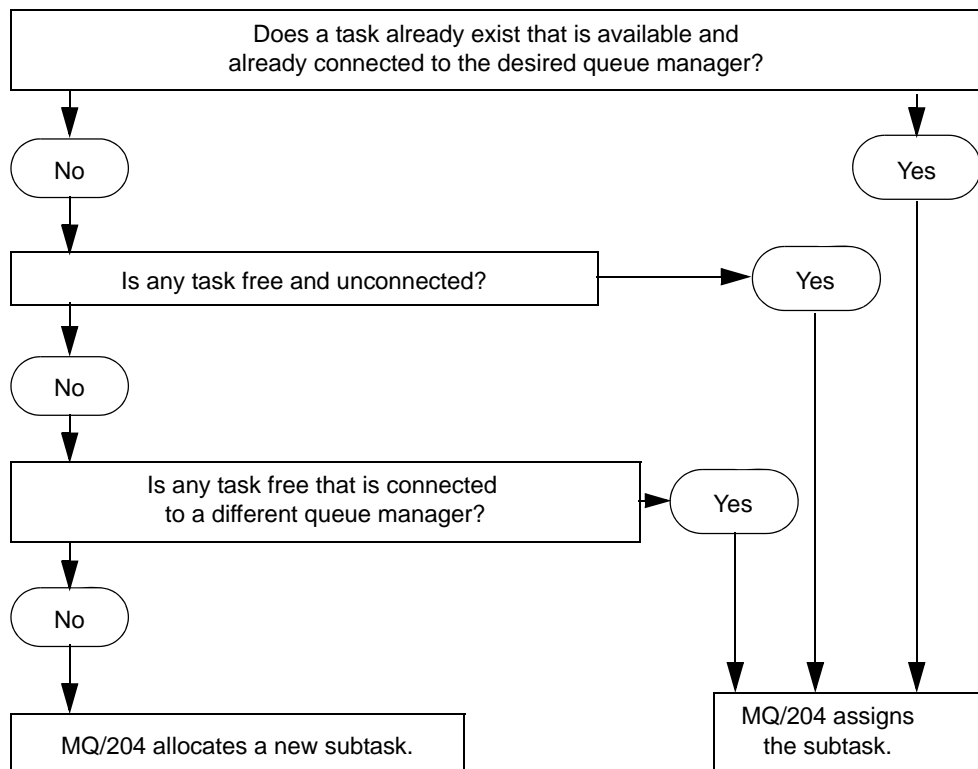 Does a task already exist that is available and
already connected to the desired queue manager?
No
Yes
Is any task free and unconnected?
Yes
No
Is any task free that is connected
to a different queue manager?
Yes
No
MQ/204 allocates a new subtask.
MQ/204 assigns
the subtask.